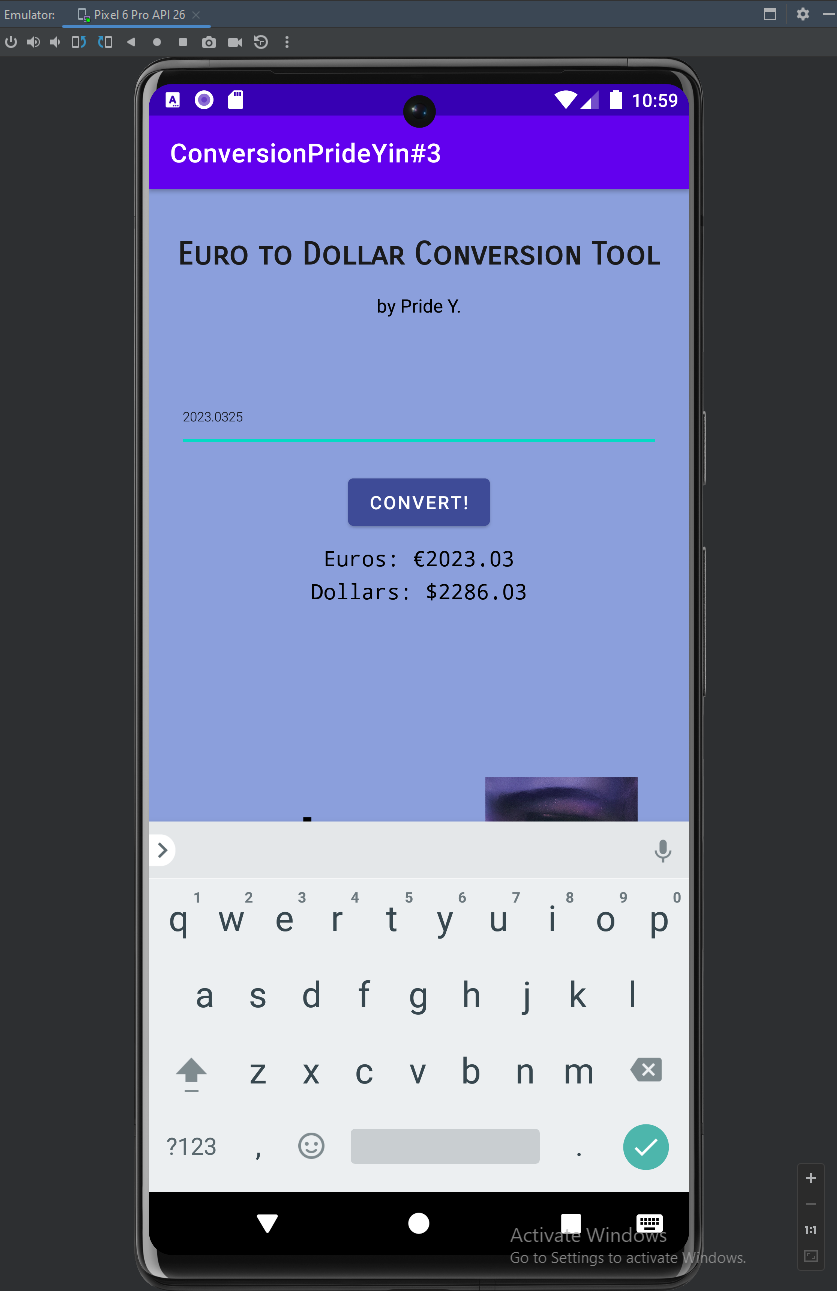 Emulator: Pixel 6 Pro API 26
A 10:59
ConversionPrideYin#3
Euro to Dollar Conversion Tool
by Pride Y.
2023.0325
CONVERT!
Euros: €2023.03
Dollars: $2286.03
1 2 3 4 5 6 7 8 9 0
q w e r t y u i o p
a s d f g h j k l
z x c v b n m
?123 , .
1:1
Activate Windows
Go to Settings to activate Windows.